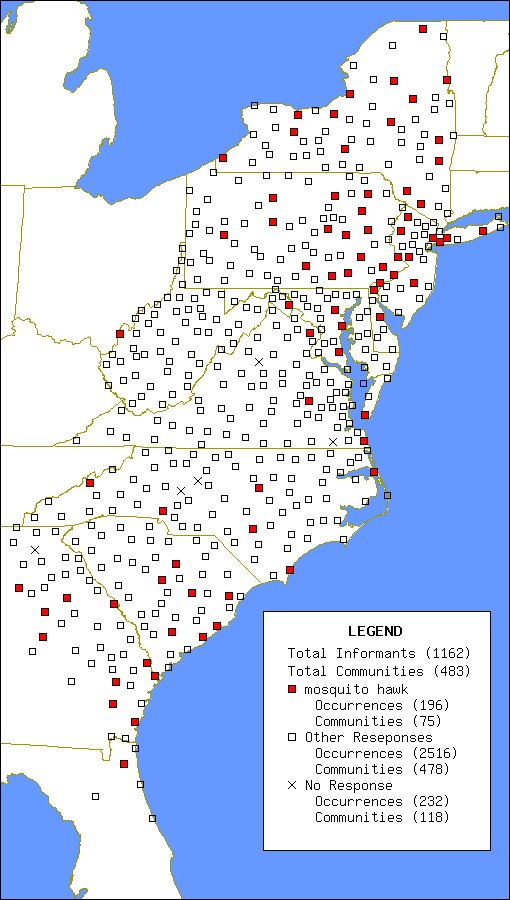 LEGEND
Total Informants (1162)
Total Communities (483)
mosquito hawk
Occurrences (196)
Communities (75)
Other Reseponses
Occurrences (2516)
Communities (478)
No Response
Occurrences (232)
Communities (118)